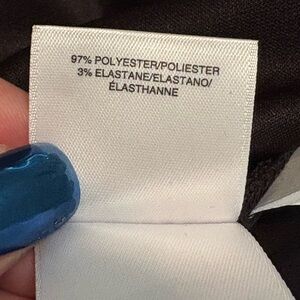 97% POLYESTER/POLIESTER
3% ELASTANE/ELASTANO/
ÉLASTHANNE